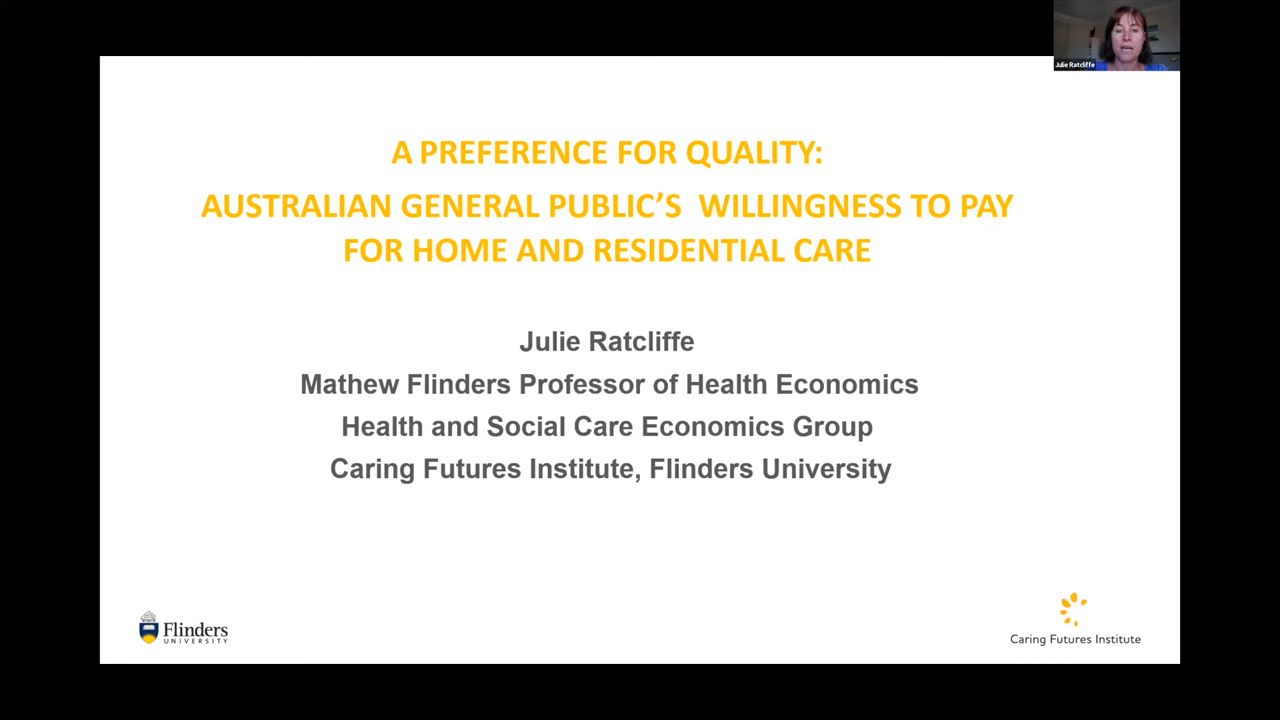 Julie Ratcliffe
A PREFERENCE FOR QUALITY:
AUSTRALIAN GENERAL PUBLIC’S  WILLINGNESS TO PAY
FOR HOME AND RESIDENTIAL CARE
Julie Ratcliffe
Mathew Flinders Professor of Health Economics
Health and Social Care Economics Group
Caring Futures Institute, Flinders University
Flinders
UNIVERSITY
Caring Futures Institute